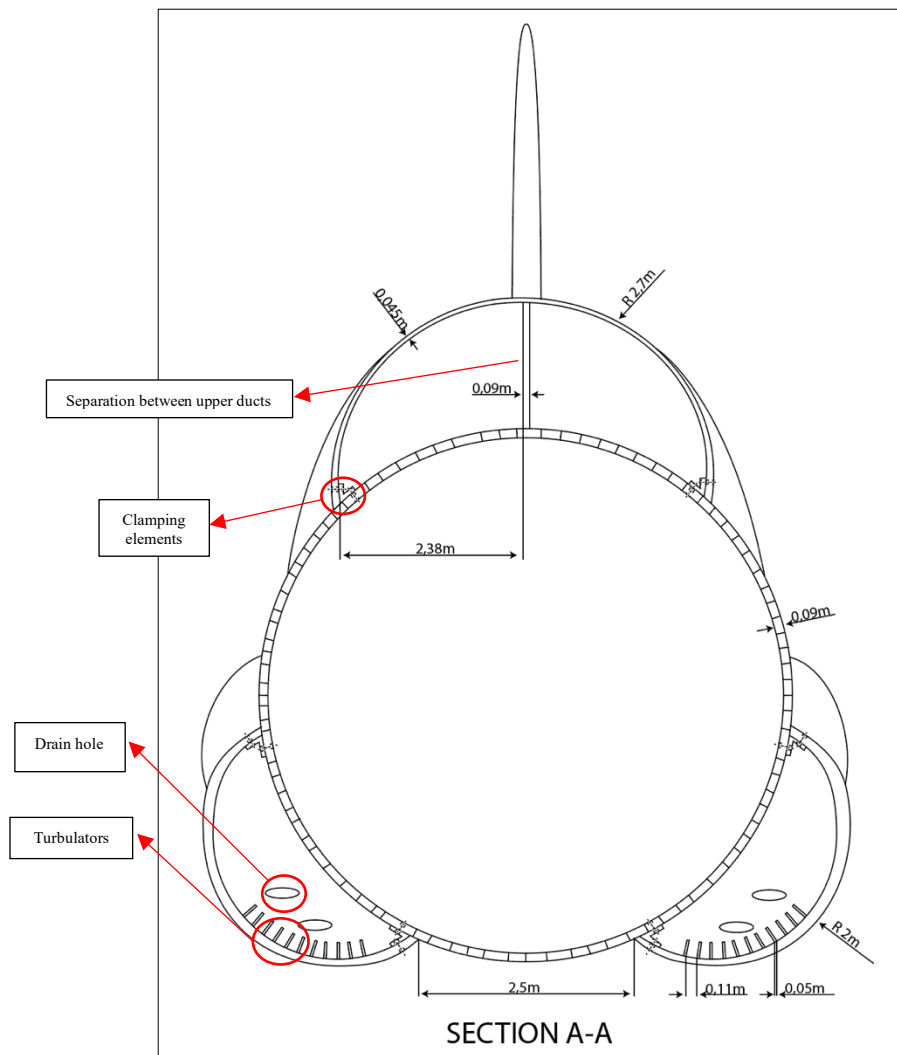 0,045m
R 2,7m
Separation between upper ducts
0,09m
Clamping
elements
2,38m
0,09m
Drain hole
Turbulators
R 2m
2,5m
0,11m
0,05m
SECTION A-A